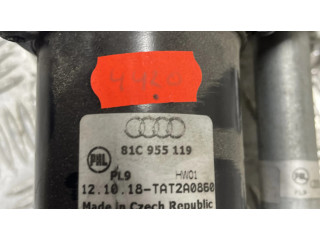 PHL
81C 955 119
PL9 HW01
12.10.18-TAT2A0860
Made in Czech Republic